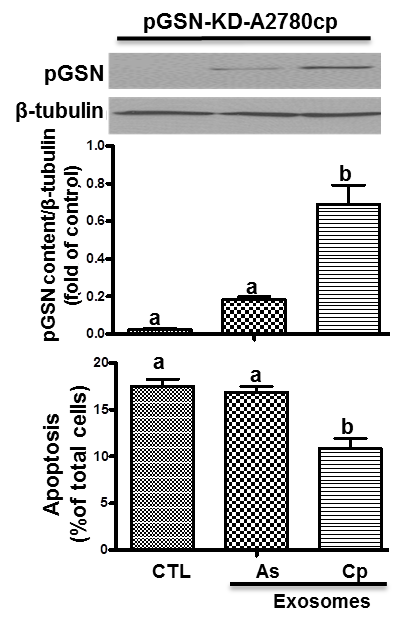 pGSN-KD-A2780cp
pGSN
β-tubulin
pGSN content/β-tubulin
(fold of control)
1.0
0.8
0.6
0.4
0.2
0.0
a
a
b
Apoptosis
(%of total cells)
20
15
10
5
0
a
a
b
CTL As Cp
Exosomes